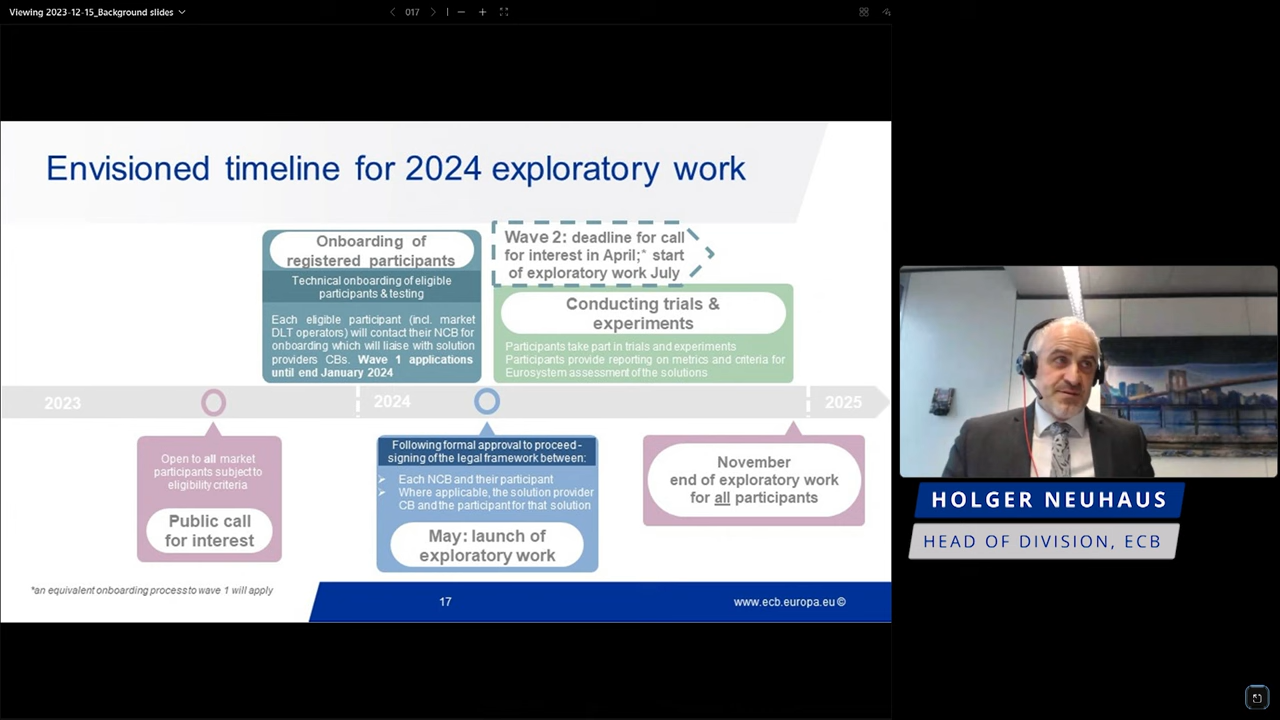 Viewing 2023-12-15_Background slides
017
Envisioned timeline for 2024 exploratory work
Onboarding of
registered participants
Technical onboarding of eligible
participants & testing
Each eligible participant (incl. market
DLT operators) will contact their NCB for
onboarding which will liaise with solution
providers CBs. Wave 1 applications
until end January 2024
Wave 2: deadline for call
for interest in April;* start
of exploratory work July
Conducting trials &
experiments
Participants take part in trials and experiments
Participants provide reporting on metrics and criteria for
Eurosystem assessment of the solutions
2023
2024
2025
Open to all market
participants subject to
eligibility criteria
Public call
for interest
Following formal approval to proceed -
signing of the legal framework between:
Each NCB and their participant
Where applicable, the solution provider
CB and the participant for that solution
May: launch of
exploratory work
November
end of exploratory work
for all participants
*an equivalent onboarding process to wave 1 will apply
17
www.ecb.europa.eu ©
HOLGER NEUHAUS
HEAD OF DIVISION, ECB